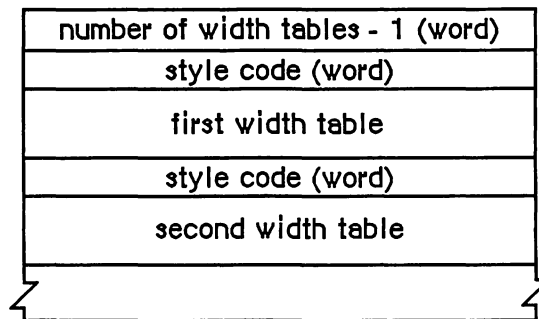 number of width tables - 1 (word)
style code (word)
first width table
style code (word)
second width table